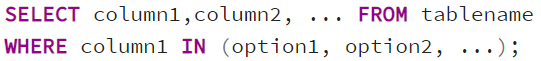 SELECT column1,column2, ... FROM tablename
WHERE column1 IN (option1, option2, ...);